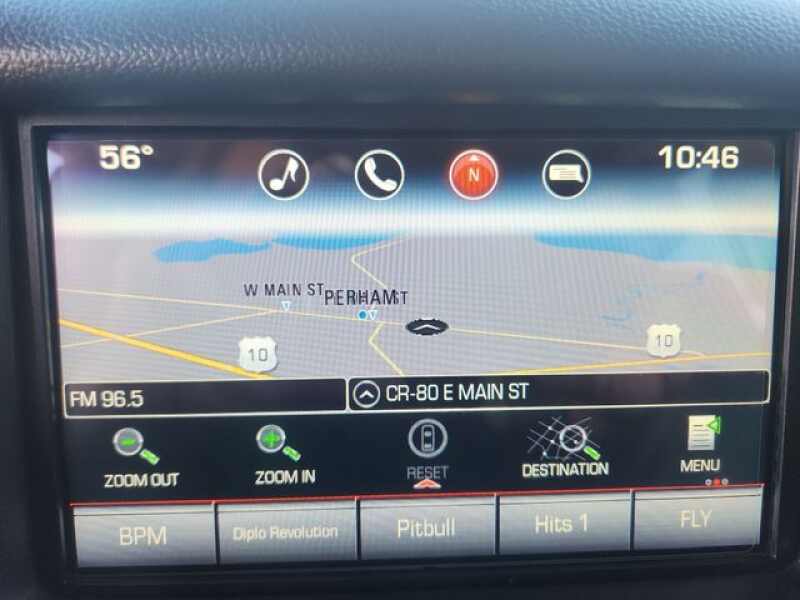 56°
N
10:46
W MAIN ST
PERHAM
ST
10
10
FM 96.5
CR-80 E MAIN ST
ZOOM OUT
ZOOM IN
RESET
DESTINATION
MENU
BPM
Diplo Revolution
Pitbull
Hits 1
FLY